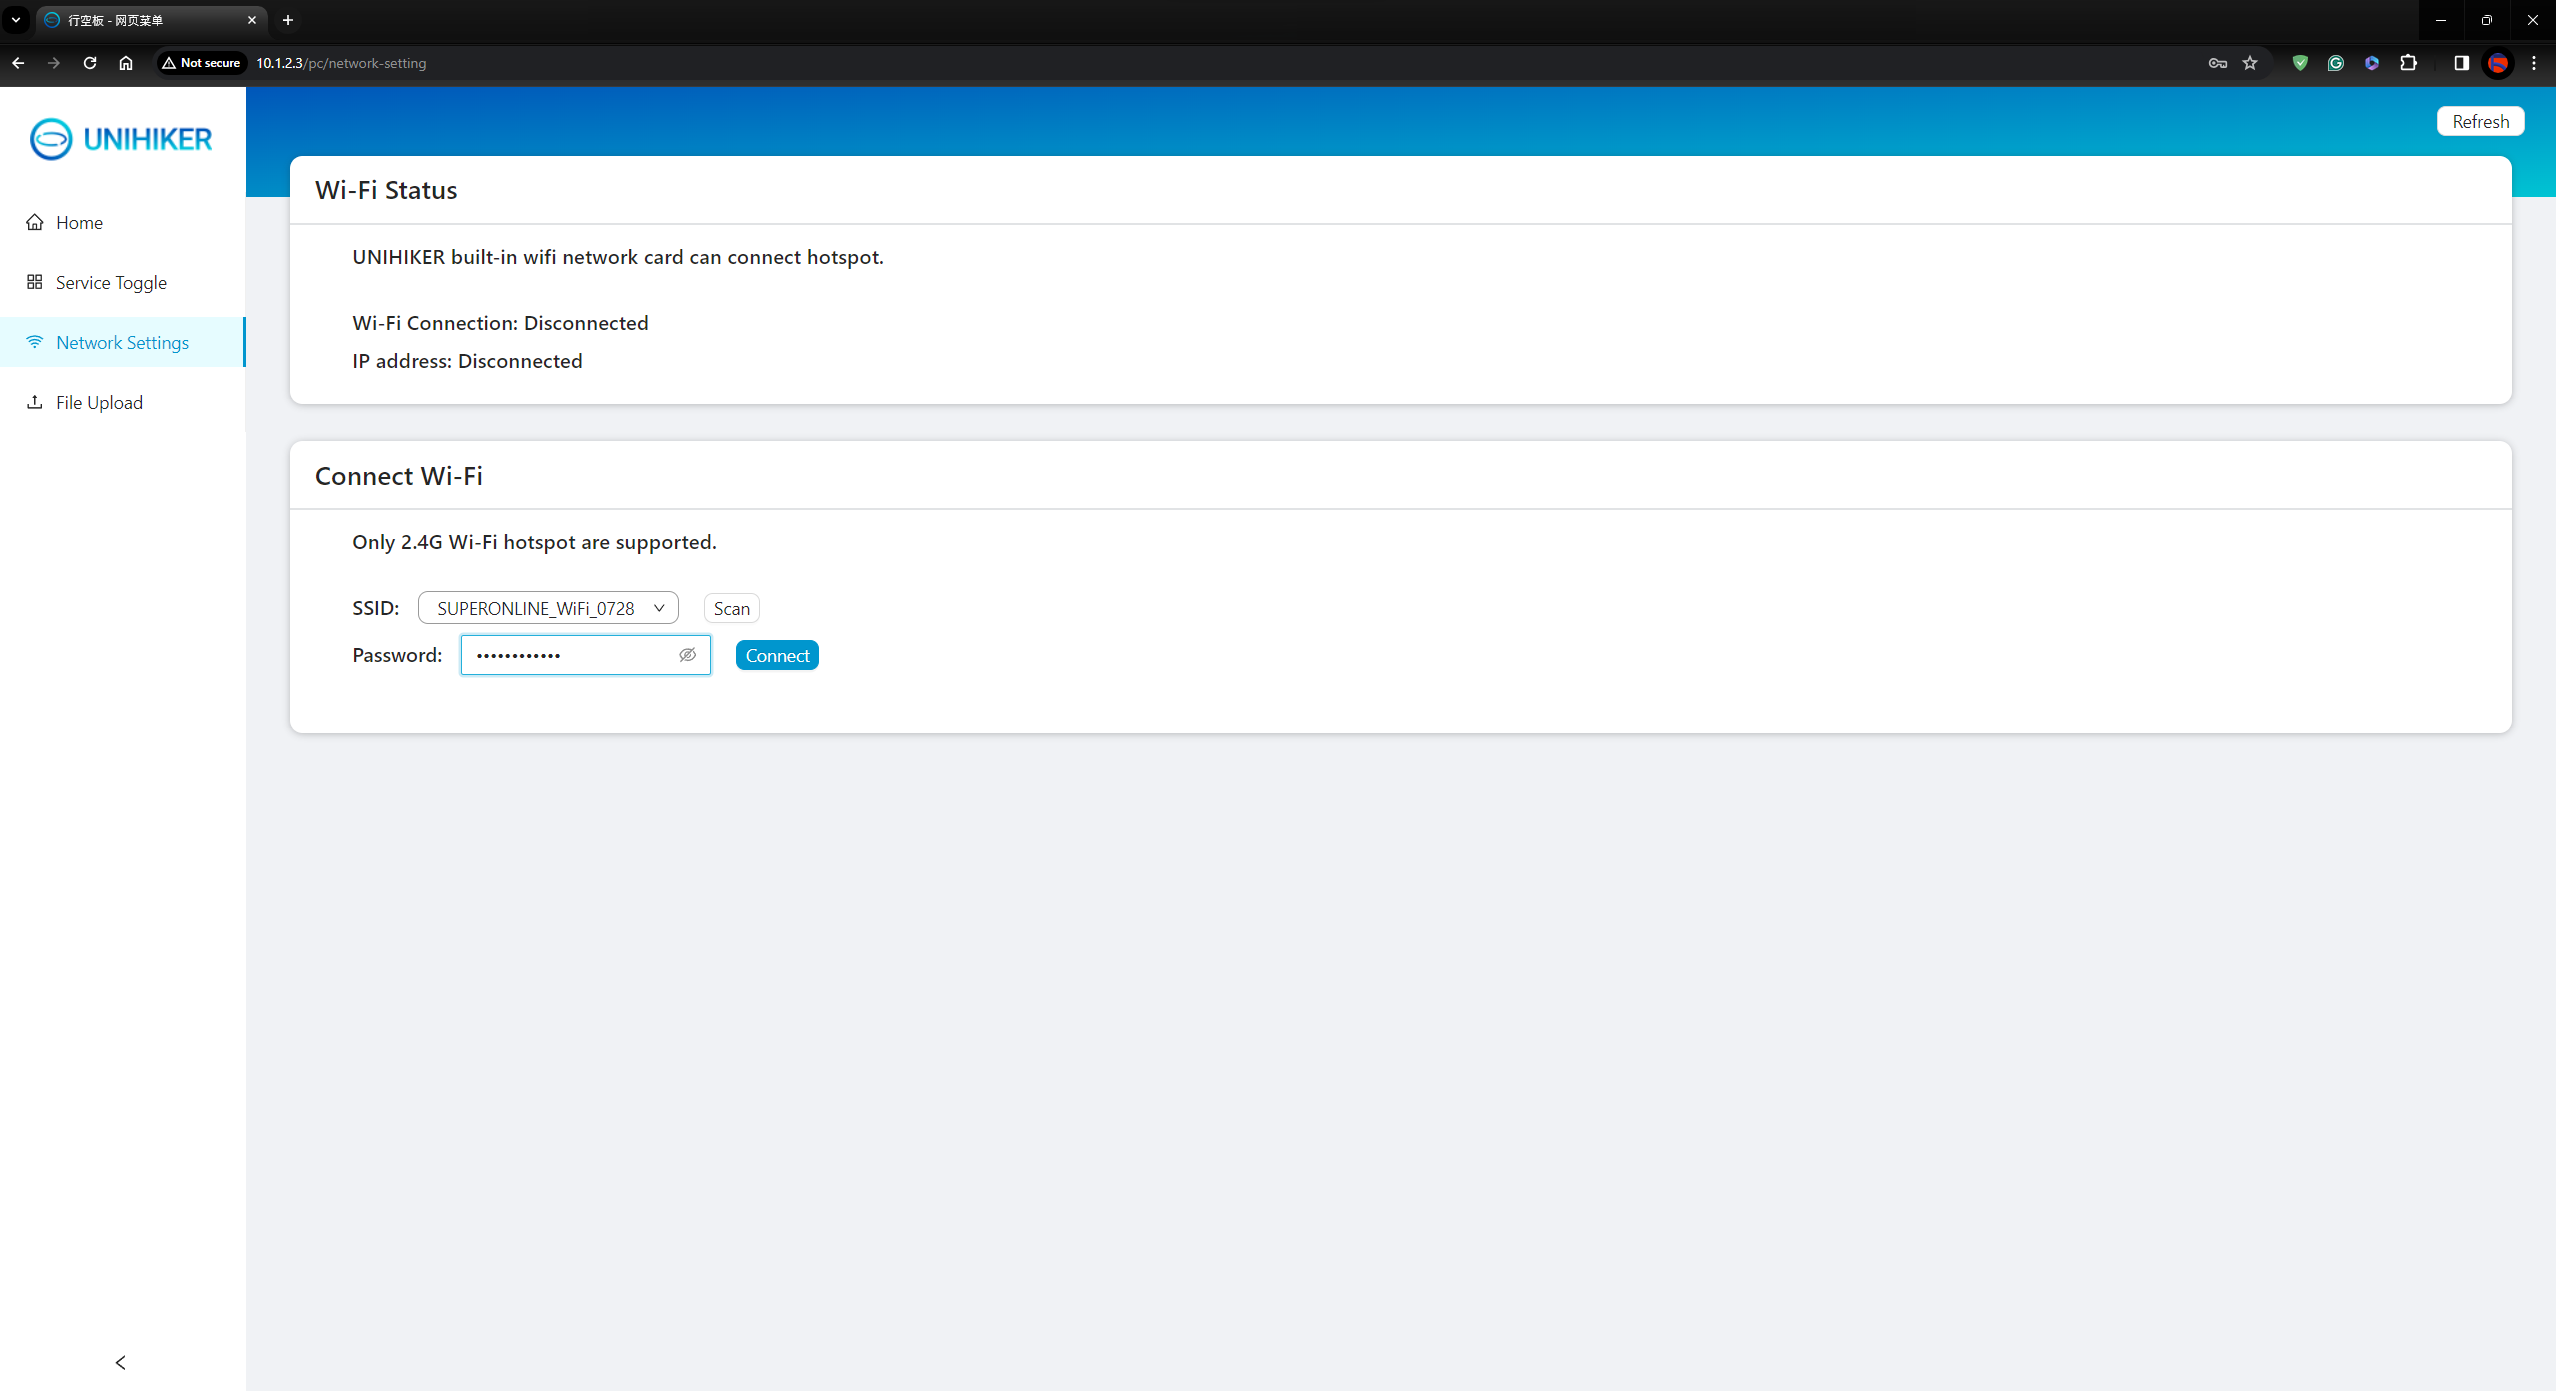 行空板 - 网页菜单
Not secure
10.1.2.3/pc/network-setting
UNIHIKER
Home
Service Toggle
Network Settings
File Upload
Refresh
Wi-Fi Status
UNIHIKER built-in wifi network card can connect hotspot.
Wi-Fi Connection: Disconnected
IP address: Disconnected
Connect Wi-Fi
Only 2.4G Wi-Fi hotspot are supported.
SSID: SUPERONLINE_WiFi_0728 Scan
Password: •••••••••••• Connect